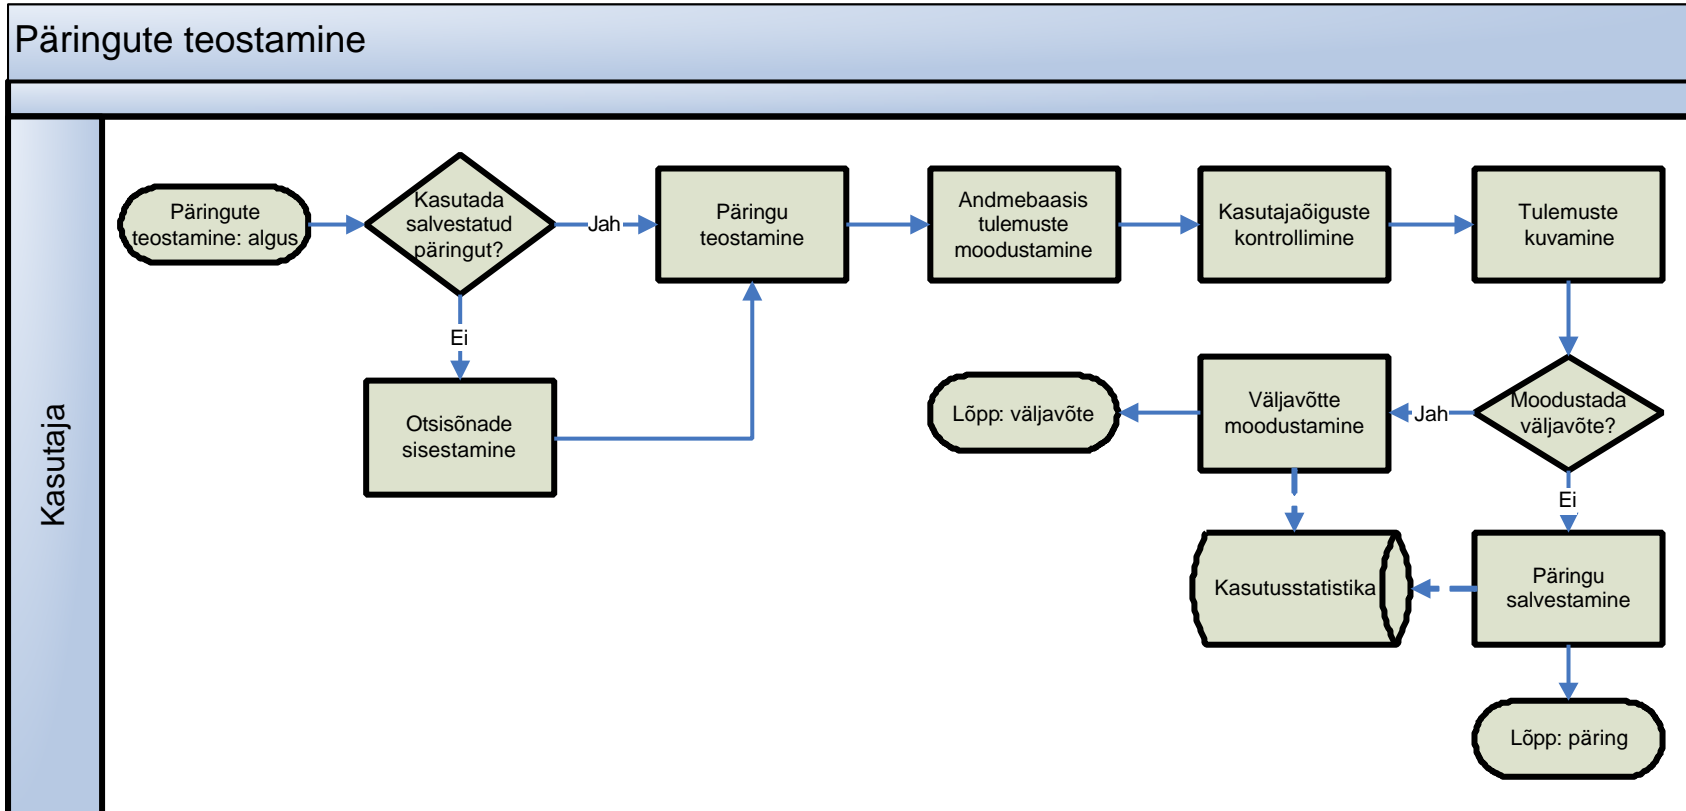 Päringute teostamine
Kasutaja
Päringute
teostamine: algus
Kasutada
salvestatud
päringut?
Jah
Ei
Otsisõnade
sisestamine
Päringu
teostamine
Andmebaasis
tulemuste
moodustamine
Kasutajaõiguste
kontrollimine
Tulemuste
kuvamine
Moodustada
väljavõte?
Jah
Väljavõtte
moodustamine
Lõpp: väljavõte
Ei
Kasutusstatistika
Päringu
salvestamine
Lõpp: päring